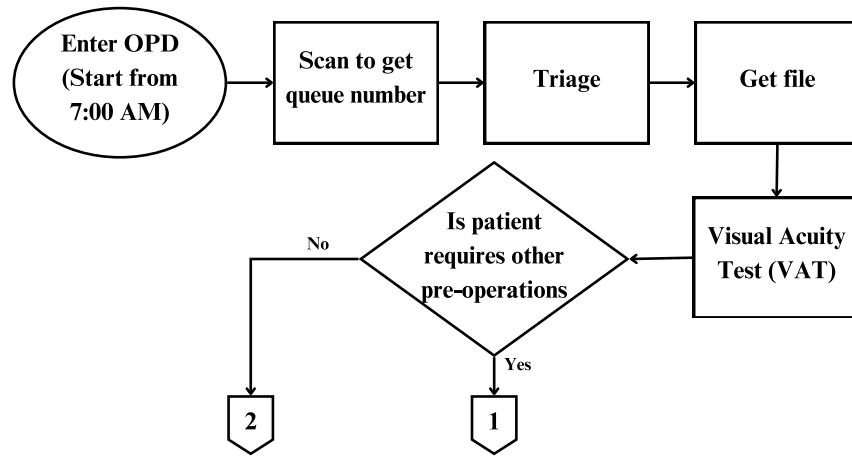 Enter OPD
(Start from
7:00 AM)
Scan to get
queue number
Triage
Get file
Visual Acuity
Test (VAT)
Is patient
requires other
pre-operations
No
Yes
2
1